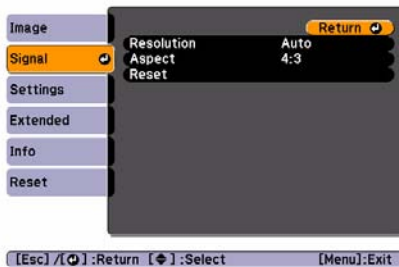 Image
Signal
Settings
Extended
Info
Reset
Return
Resolution Auto
Aspect 4:3
Reset
[Esc] /[ ] :Return [ ] :Select [Menu]:Exit